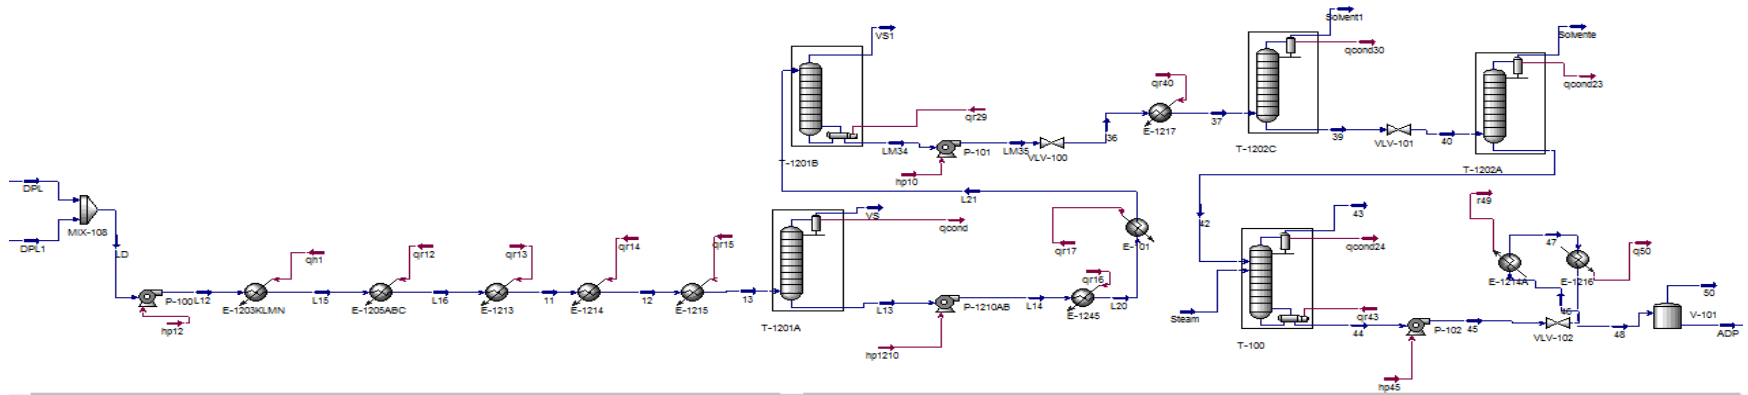 DPL
DPL1
MIX-108
LD
P-100
hp12
L12
E-1203KLMN
qh1
L15
E-1205ABC
qr12
L16
E-1213
qr13
11
E-1214
qr14
12
E-1215
qr15
13
T-1201A
VS
qcond
L13
P-1210AB
hp1210
L14
E-1245
qr16
L20
E-101
qr17
L21
T-1201B
VS1
qr29
LM34
P-101
hp10
LM35
VLV-100
36
E-1217
qr40
37
T-1202C
Solvent1
qcond30
39
VLV-101
40
T-1202A
Solvente
qcond23
42
Steam
T-100
43
qcond24
qr43
44
P-102
hp45
45
VLV-102
46
E-1214A
r49
47
E-1216
q50
48
V-101
50
ADP